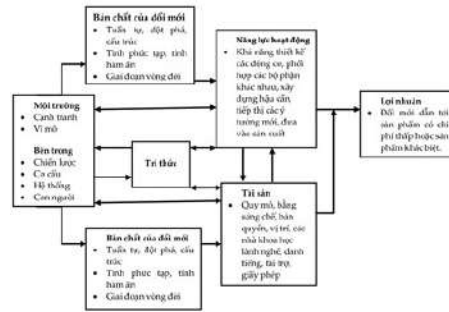 Bản chất của đổi mới
• Tuần tự, đột phá, cấu trúc
• Tính phức tạp, tính ham ẩn
• Giai đoạn vòng đời
Năng lực hoạt động
• Khả năng thiết kế các động cơ, phối hợp các bộ phận khác nhau, xây dựng hậu cần, tiếp thị các ý tưởng mới, đưa vào sản xuất
Lợi nhuận
• Đổi mới dẫn tới sản phẩm có chi phí thấp hoặc sản phẩm khác biệt.
Môi trường
• Cạnh tranh
• Vĩ mô
Bên trong
• Chiến lược
• Cơ cấu
• Hệ thống
• Con người
Tri thức
Tài sản
• Quy mô, bằng sáng chế, bản quyền, vị trí, các nhà khoa học lành nghề, danh tiếng, tài trợ, giấy phép
Bản chất của đổi mới
• Tuần tự, đột phá, cấu trúc
• Tính phức tạp, tính ham ẩn
• Giai đoạn vòng đời